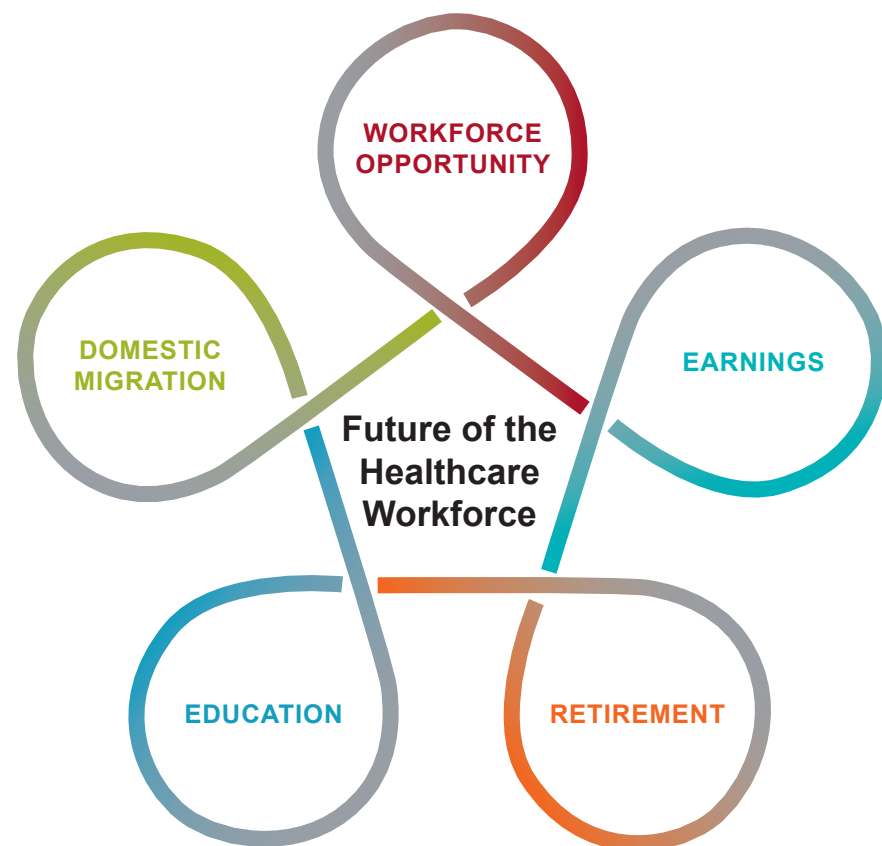 WORKFORCE
OPPORTUNITY
EARNINGS
RETIREMENT
EDUCATION
DOMESTIC
MIGRATION
Future of the
Healthcare
Workforce